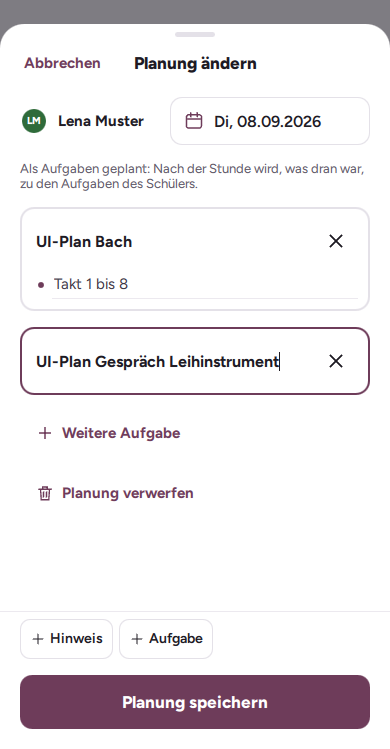 Abbrechen
Planung ändern
LM
Lena Muster
Di, 08.09.2026
Als Aufgaben geplant: Nach der Stunde wird, was dran war,
zu den Aufgaben des Schülers.
UI-Plan Bach
Takt 1 bis 8
UI-Plan Gespräch Leihinstrument
Weitere Aufgabe
Planung verwerfen
Hinweis
Aufgabe
Planung speichern